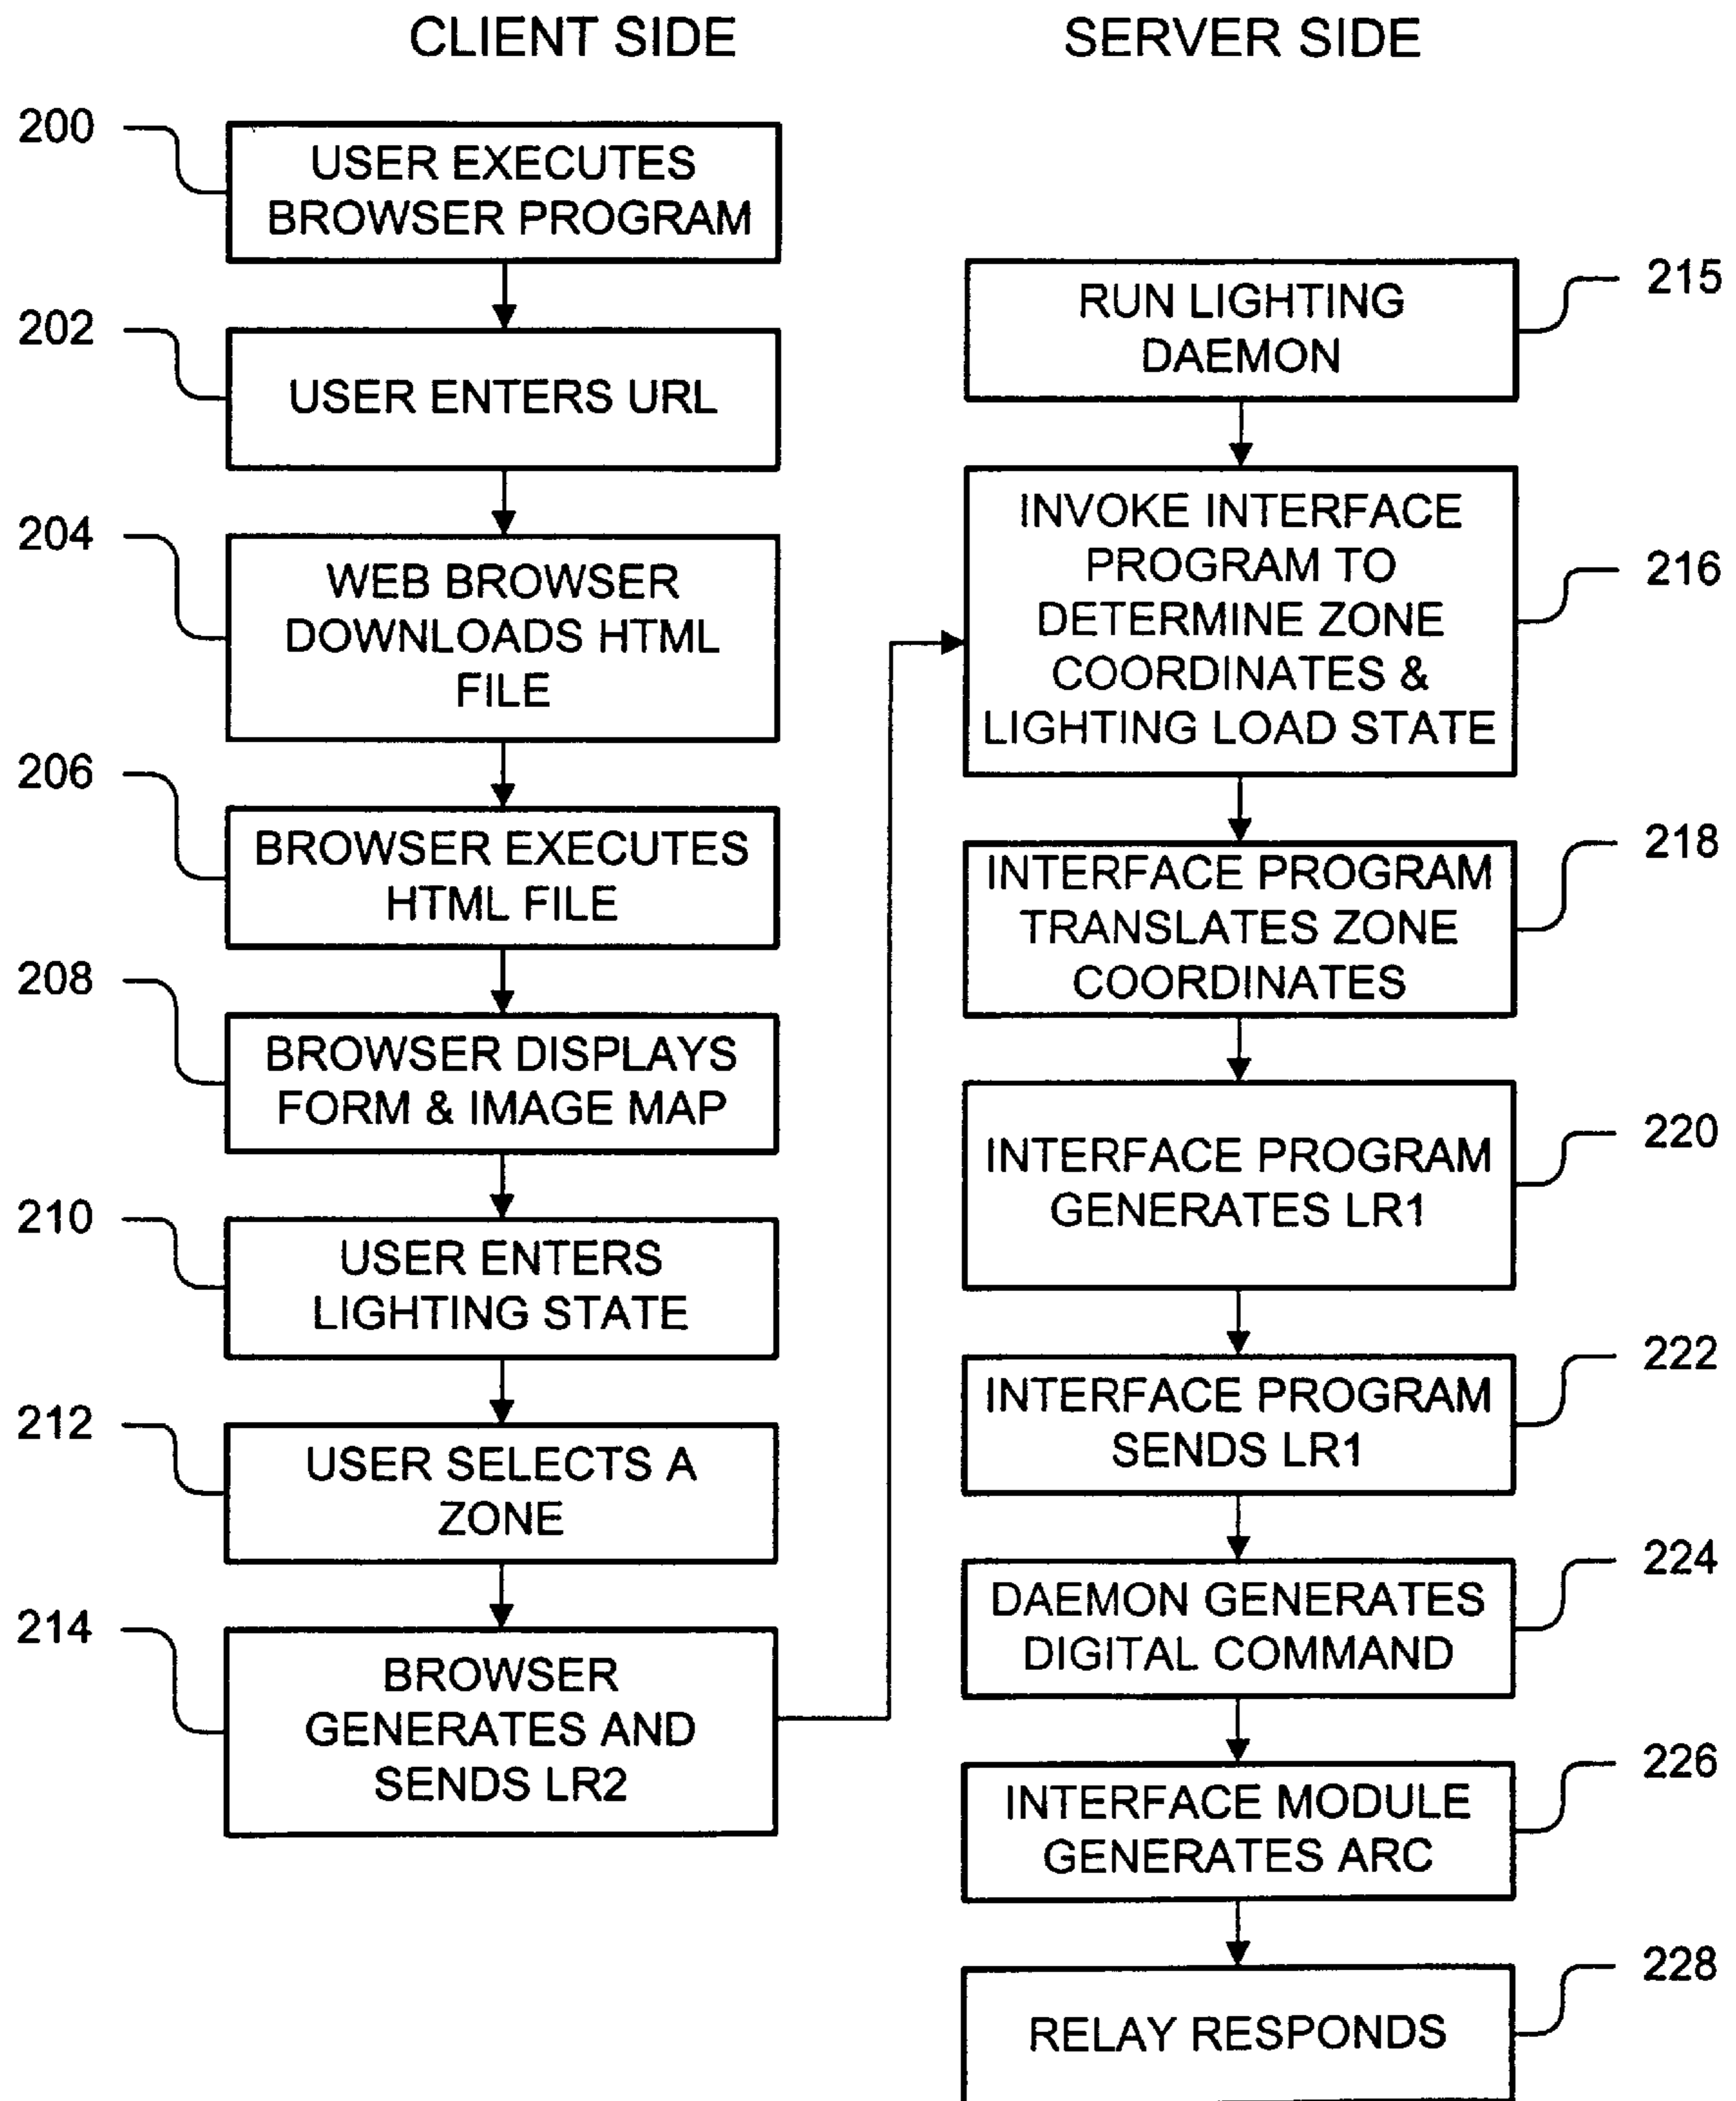 CLIENT SIDE
200
USER EXECUTES
BROWSER PROGRAM
202
USER ENTERS URL
204
WEB BROWSER
DOWNLOADS HTML
FILE
206
BROWSER EXECUTES
HTML FILE
208
BROWSER DISPLAYS
FORM & IMAGE MAP
210
USER ENTERS
LIGHTING STATE
212
USER SELECTS A
ZONE
214
BROWSER
GENERATES AND
SENDS LR2
SERVER SIDE
215
RUN LIGHTING
DAEMON
216
INVOKE INTERFACE
PROGRAM TO
DETERMINE ZONE
COORDINATES &
LIGHTING LOAD STATE
218
INTERFACE PROGRAM
TRANSLATES ZONE
COORDINATES
220
INTERFACE PROGRAM
GENERATES LR1
222
INTERFACE PROGRAM
SENDS LR1
224
DAEMON GENERATES
DIGITAL COMMAND
226
INTERFACE MODULE
GENERATES ARC
228
RELAY RESPONDS